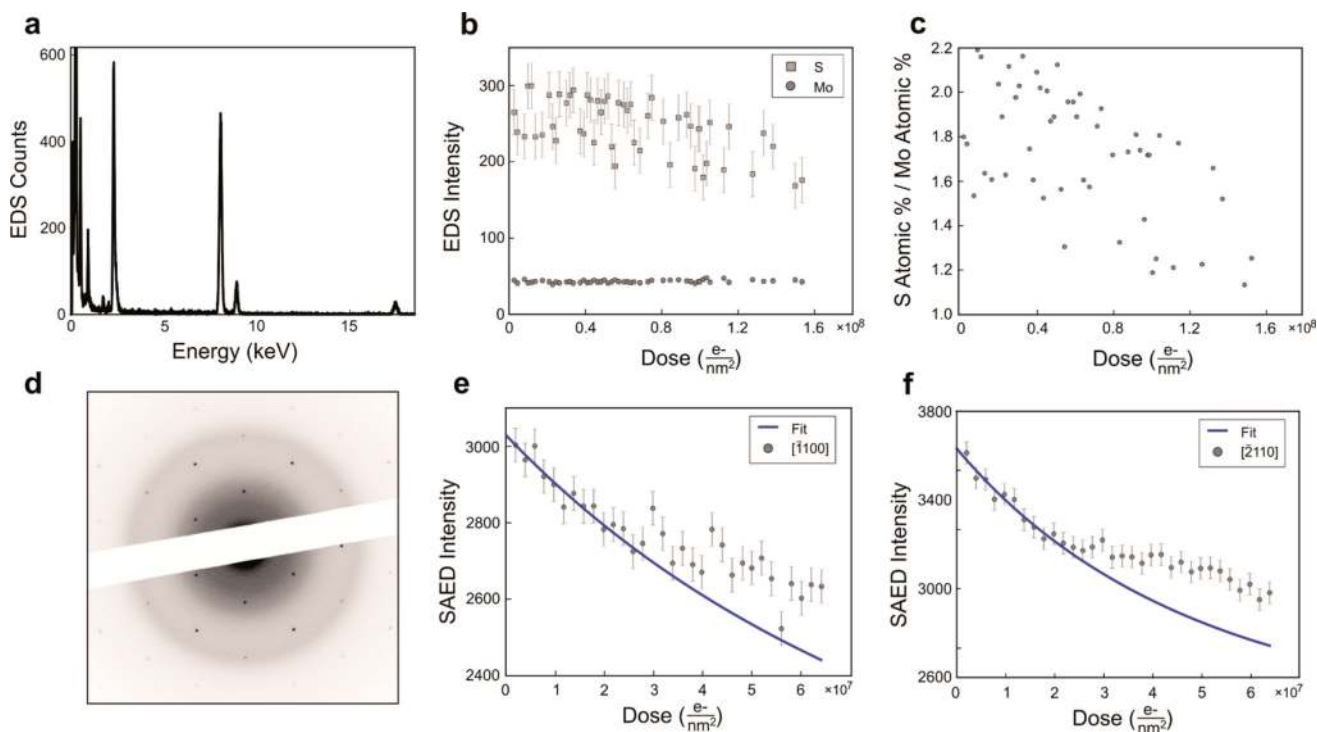 a
EDS Counts
600
400
200
0
0
5
10
15
Energy (keV)
b
EDS Intensity
300
200
100
0
S
Mo
0
0.4
0.8
1.2
1.6
×10⁸
Dose (e-/nm²)
c
S Atomic % / Mo Atomic %
2.2
2.0
1.8
1.6
1.4
1.2
1.0
0
0.4
0.8
1.2
1.6
×10⁸
Dose (e-/nm²)
d
e
SAED Intensity
3000
2800
2600
2400
Fit
[1̄100]
0
1
2
3
4
5
6
×10⁷
Dose (e-/nm²)
f
SAED Intensity
3800
3400
3000
2600
Fit
[2̄110]
0
1
2
3
4
5
6
×10⁷
Dose (e-/nm²)